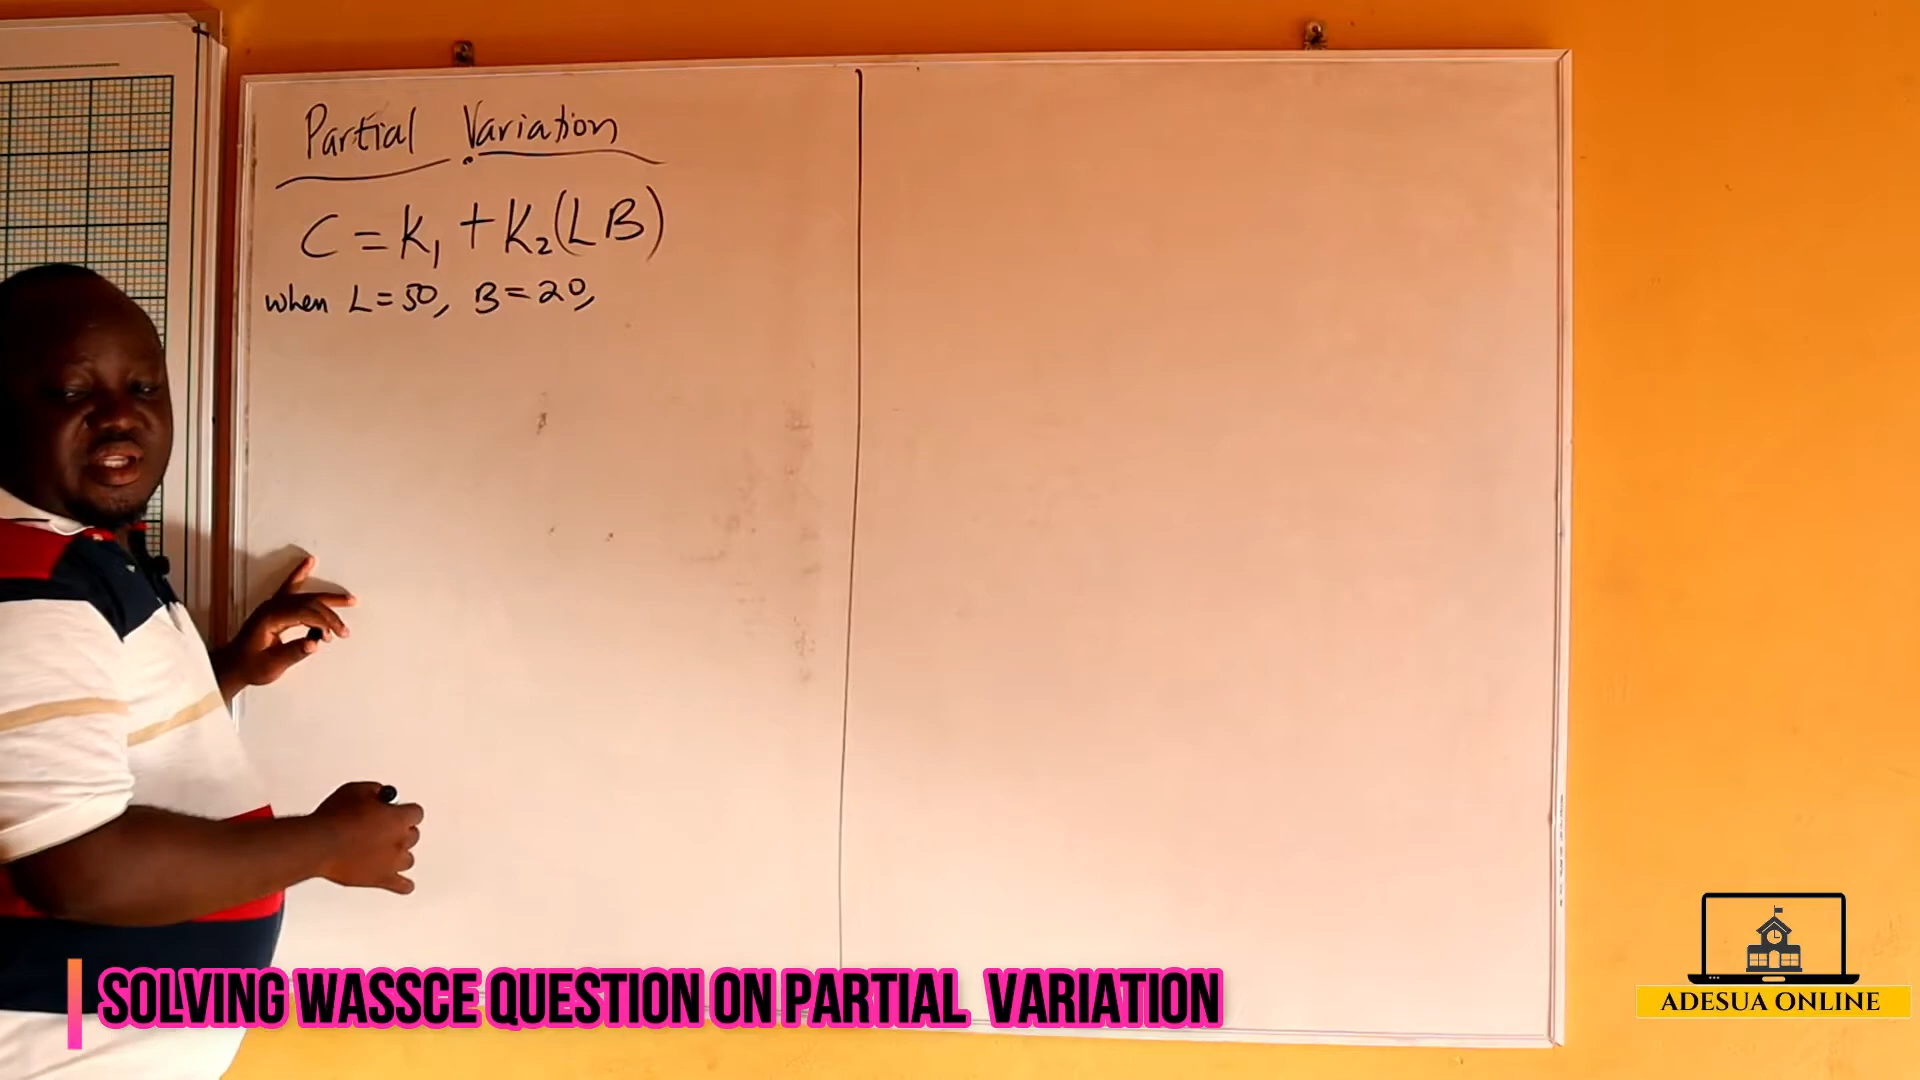 Partial Variation
C = K₁ + K₂(LB)
when L = 50, B = 20,
SOLVING WASSCE QUESTION ON PARTIAL VARIATION
ADESUA ONLINE